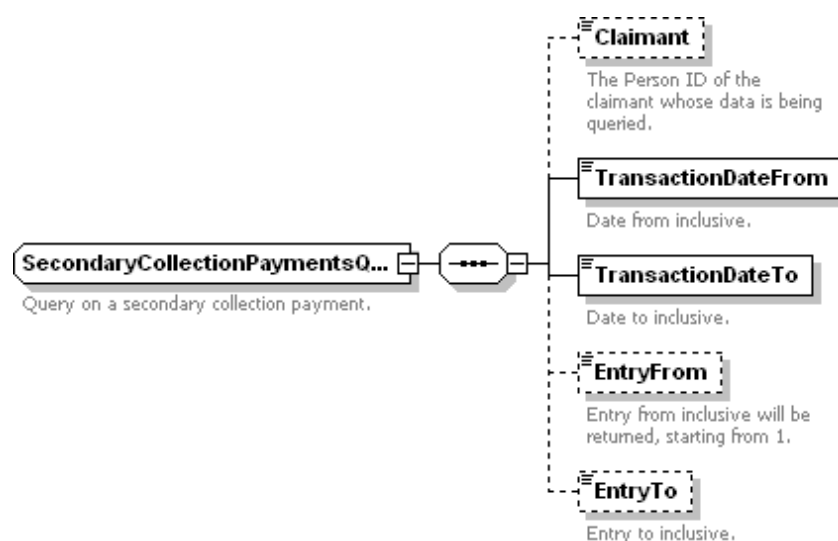 Claimant
The Person ID of the
claimant whose data is being
queried.
TransactionDateFrom
Date from inclusive.
SecondaryCollectionPaymentsQ...
Query on a secondary collection payment.
TransactionDateTo
Date to inclusive.
EntryFrom
Entry from inclusive will be
returned, starting from 1.
EntryTo
Entry to inclusive.